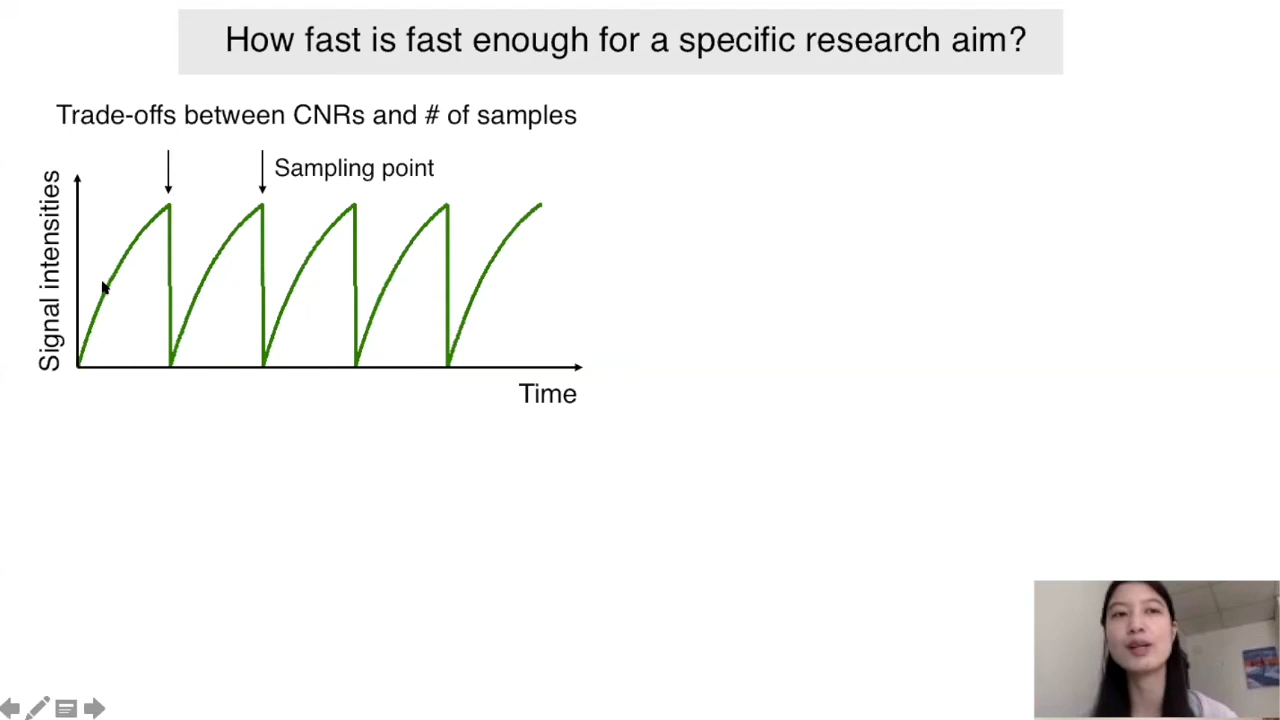 How fast is fast enough for a specific research aim?
Trade-offs between CNRs and # of samples
Sampling point
Signal intensities
Time